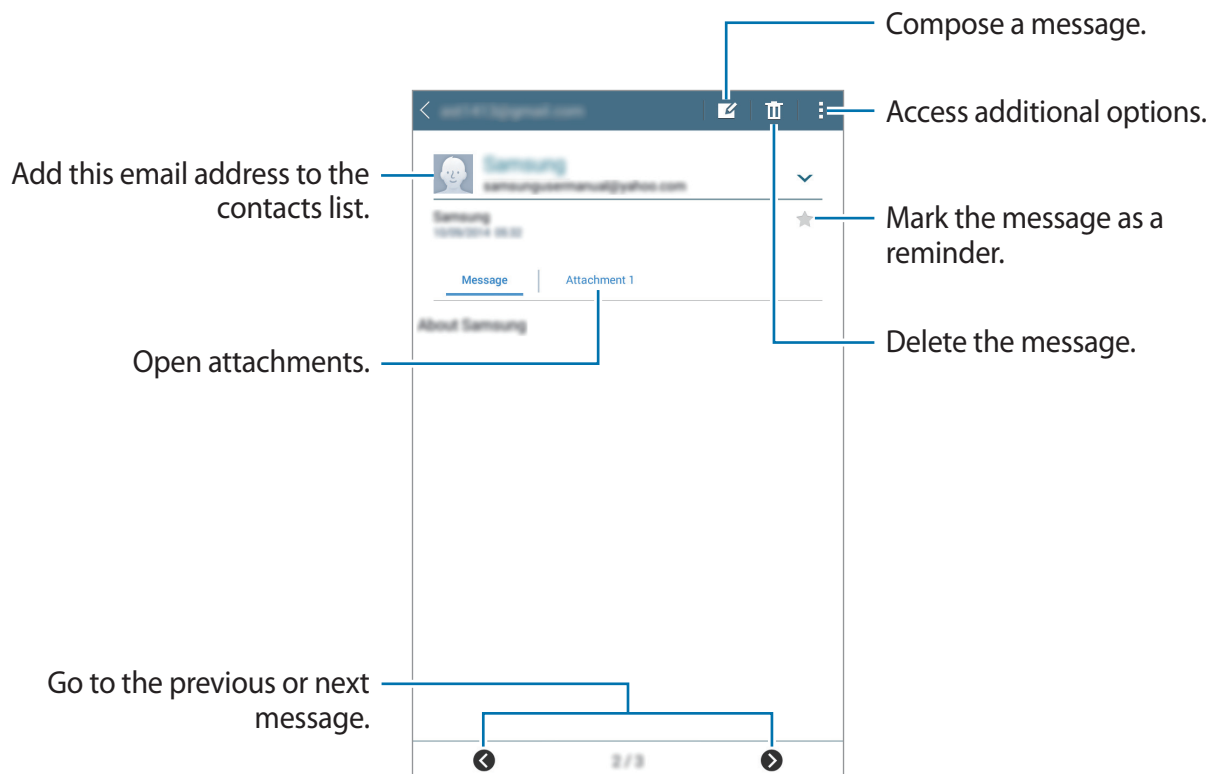 Compose a message.
Access additional options.
Add this email address to the
contacts list.
Samsung
samsungusermanual@yahoo.com
Samsung
Mark the message as a
reminder.
Message
Attachment 1
About Samsung
Delete the message.
Open attachments.
Go to the previous or next
message.
2 / 3